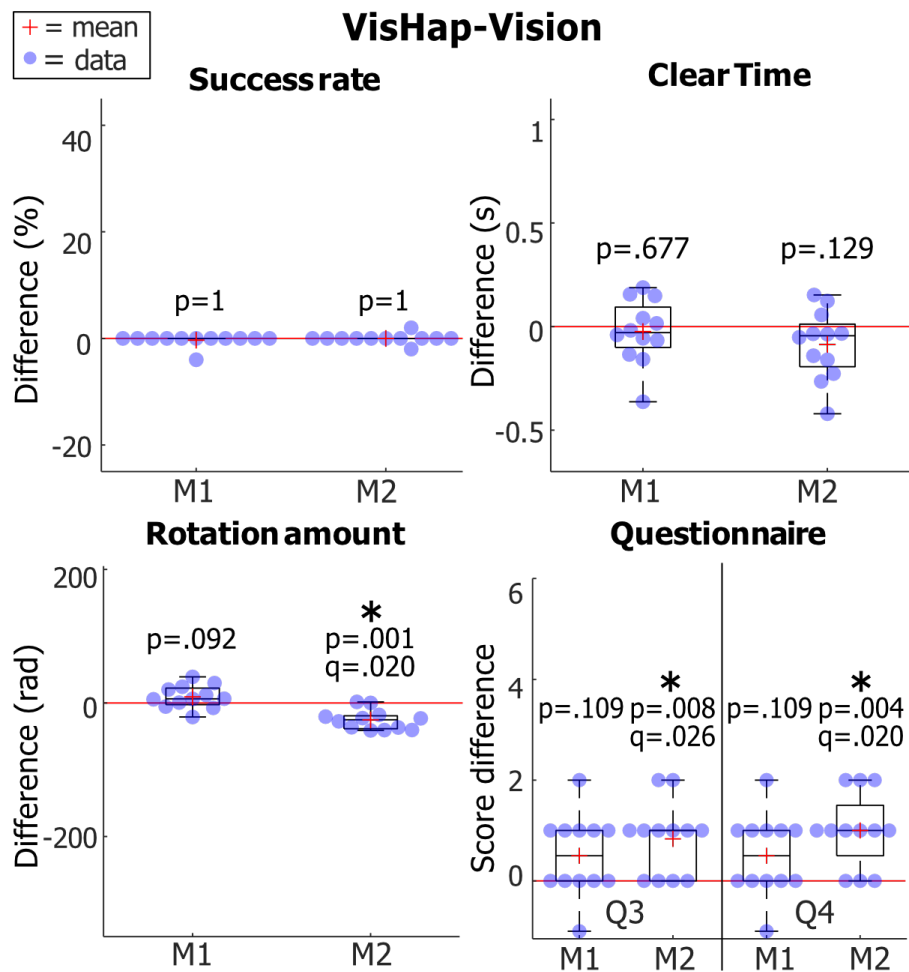 VisHap-Vision
+ = mean
= data
Success rate
Difference (%)
40
20
0
-20
p=1
p=1
M1
M2
Clear Time
Difference (s)
1
0.5
0
-0.5
p=.677
p=.129
M1
M2
Rotation amount
Difference (rad)
200
0
-200
p=.092
*
p=.001
q=.020
M1
M2
Questionnaire
Score difference
6
4
2
0
p=.109
*
p=.008
q=.026
p=.109
*
p=.004
q=.020
Q3
Q4
M1
M2
M1
M2